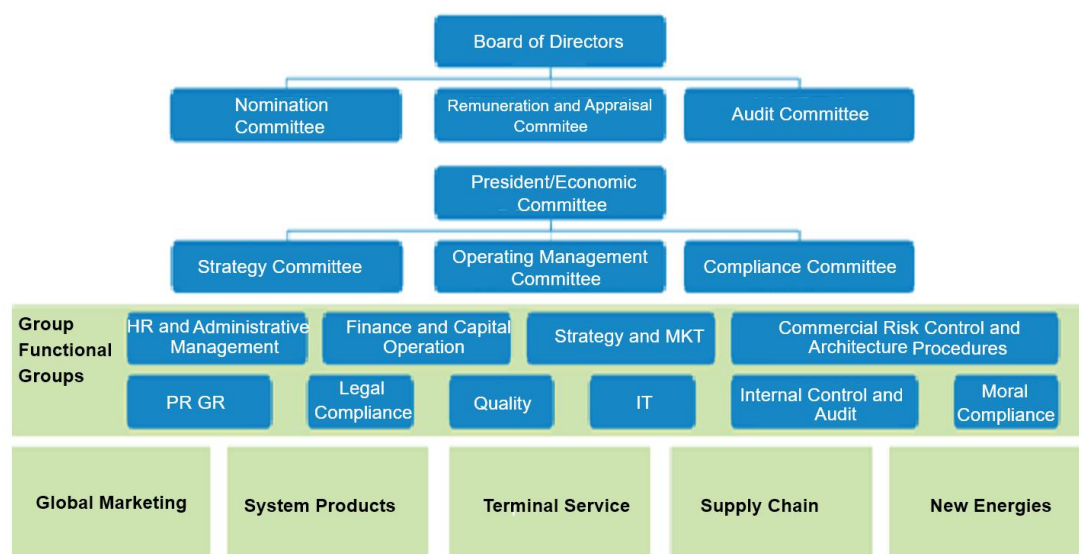 Board of Directors
Nomination
Committee
Remuneration and Appraisal
Commitee
Audit Committee
President/Economic
Committee
Strategy Committee
Operating Management
Committee
Compliance Committee
Group
Functional
Groups
HR and Administrative
Management
Finance and Capital
Operation
Strategy and MKT
Commercial Risk Control and
Architecture Procedures
PR GR
Legal
Compliance
Quality
IT
Internal Control and
Audit
Moral
Compliance
Global Marketing
System Products
Terminal Service
Supply Chain
New Energies